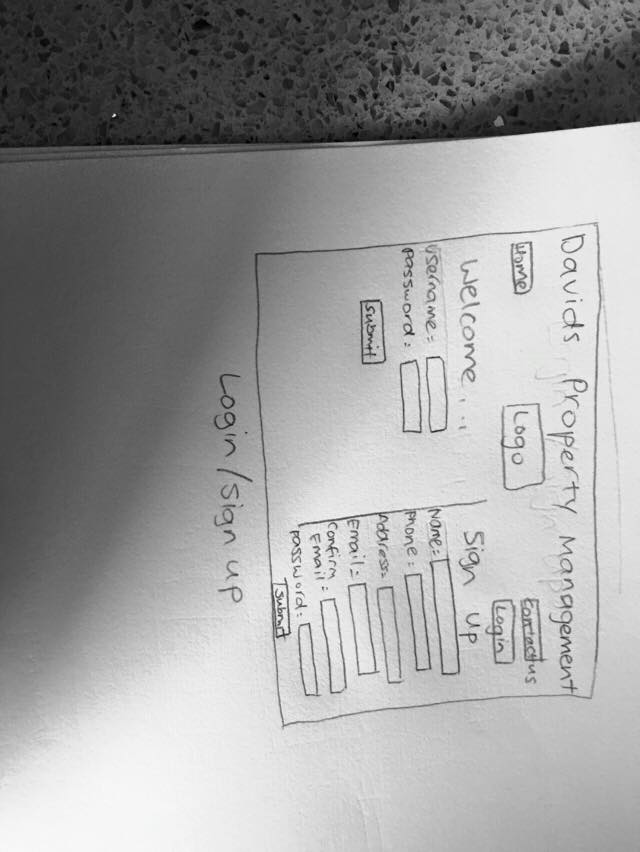 Davids Property Management
Home
Logo
Contact us
Login
Welcome...
Username:
Password:
Submit
Sign Up
Name:
Phone:
Address:
Email:
Confirm
Email:
Password:
Submit
Login/Sign up